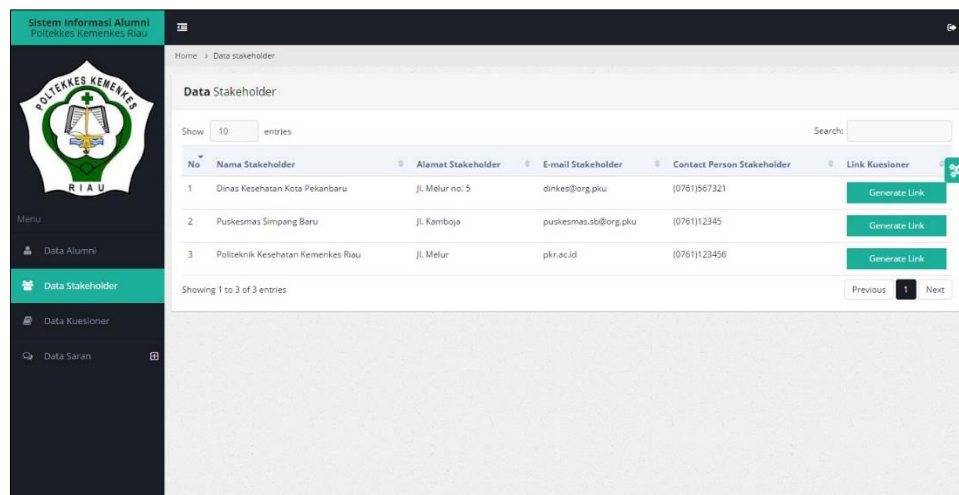 Sistem Informasi Alumni
Poltekkes Kemenkes Riau
POLTEKKES KEMENKES
RIAU
Menu
Data Alumni
Data Stakeholder
Data Kuesioner
Data Saran
Home > Data stakeholder
Data Stakeholder
Show 10 entries Search:
No Nama Stakeholder Alamat Stakeholder E-mail Stakeholder Contact Person Stakeholder Link Kuesioner
1 Dinas Kesehatan Kota Pekanbaru Jl. Melur no. 5 dinkes@org.pku (0761)567321 Generate Link
2 Puskesmas Simpang Baru Jl. Kamboja puskesmas.sb@org.pku (0761)12345 Generate Link
3 Politeknik Kesehatan Kemenkes Riau Jl. Melur pkr.ac.id (0761)123456 Generate Link
Showing 1 to 3 of 3 entries Previous 1 Next